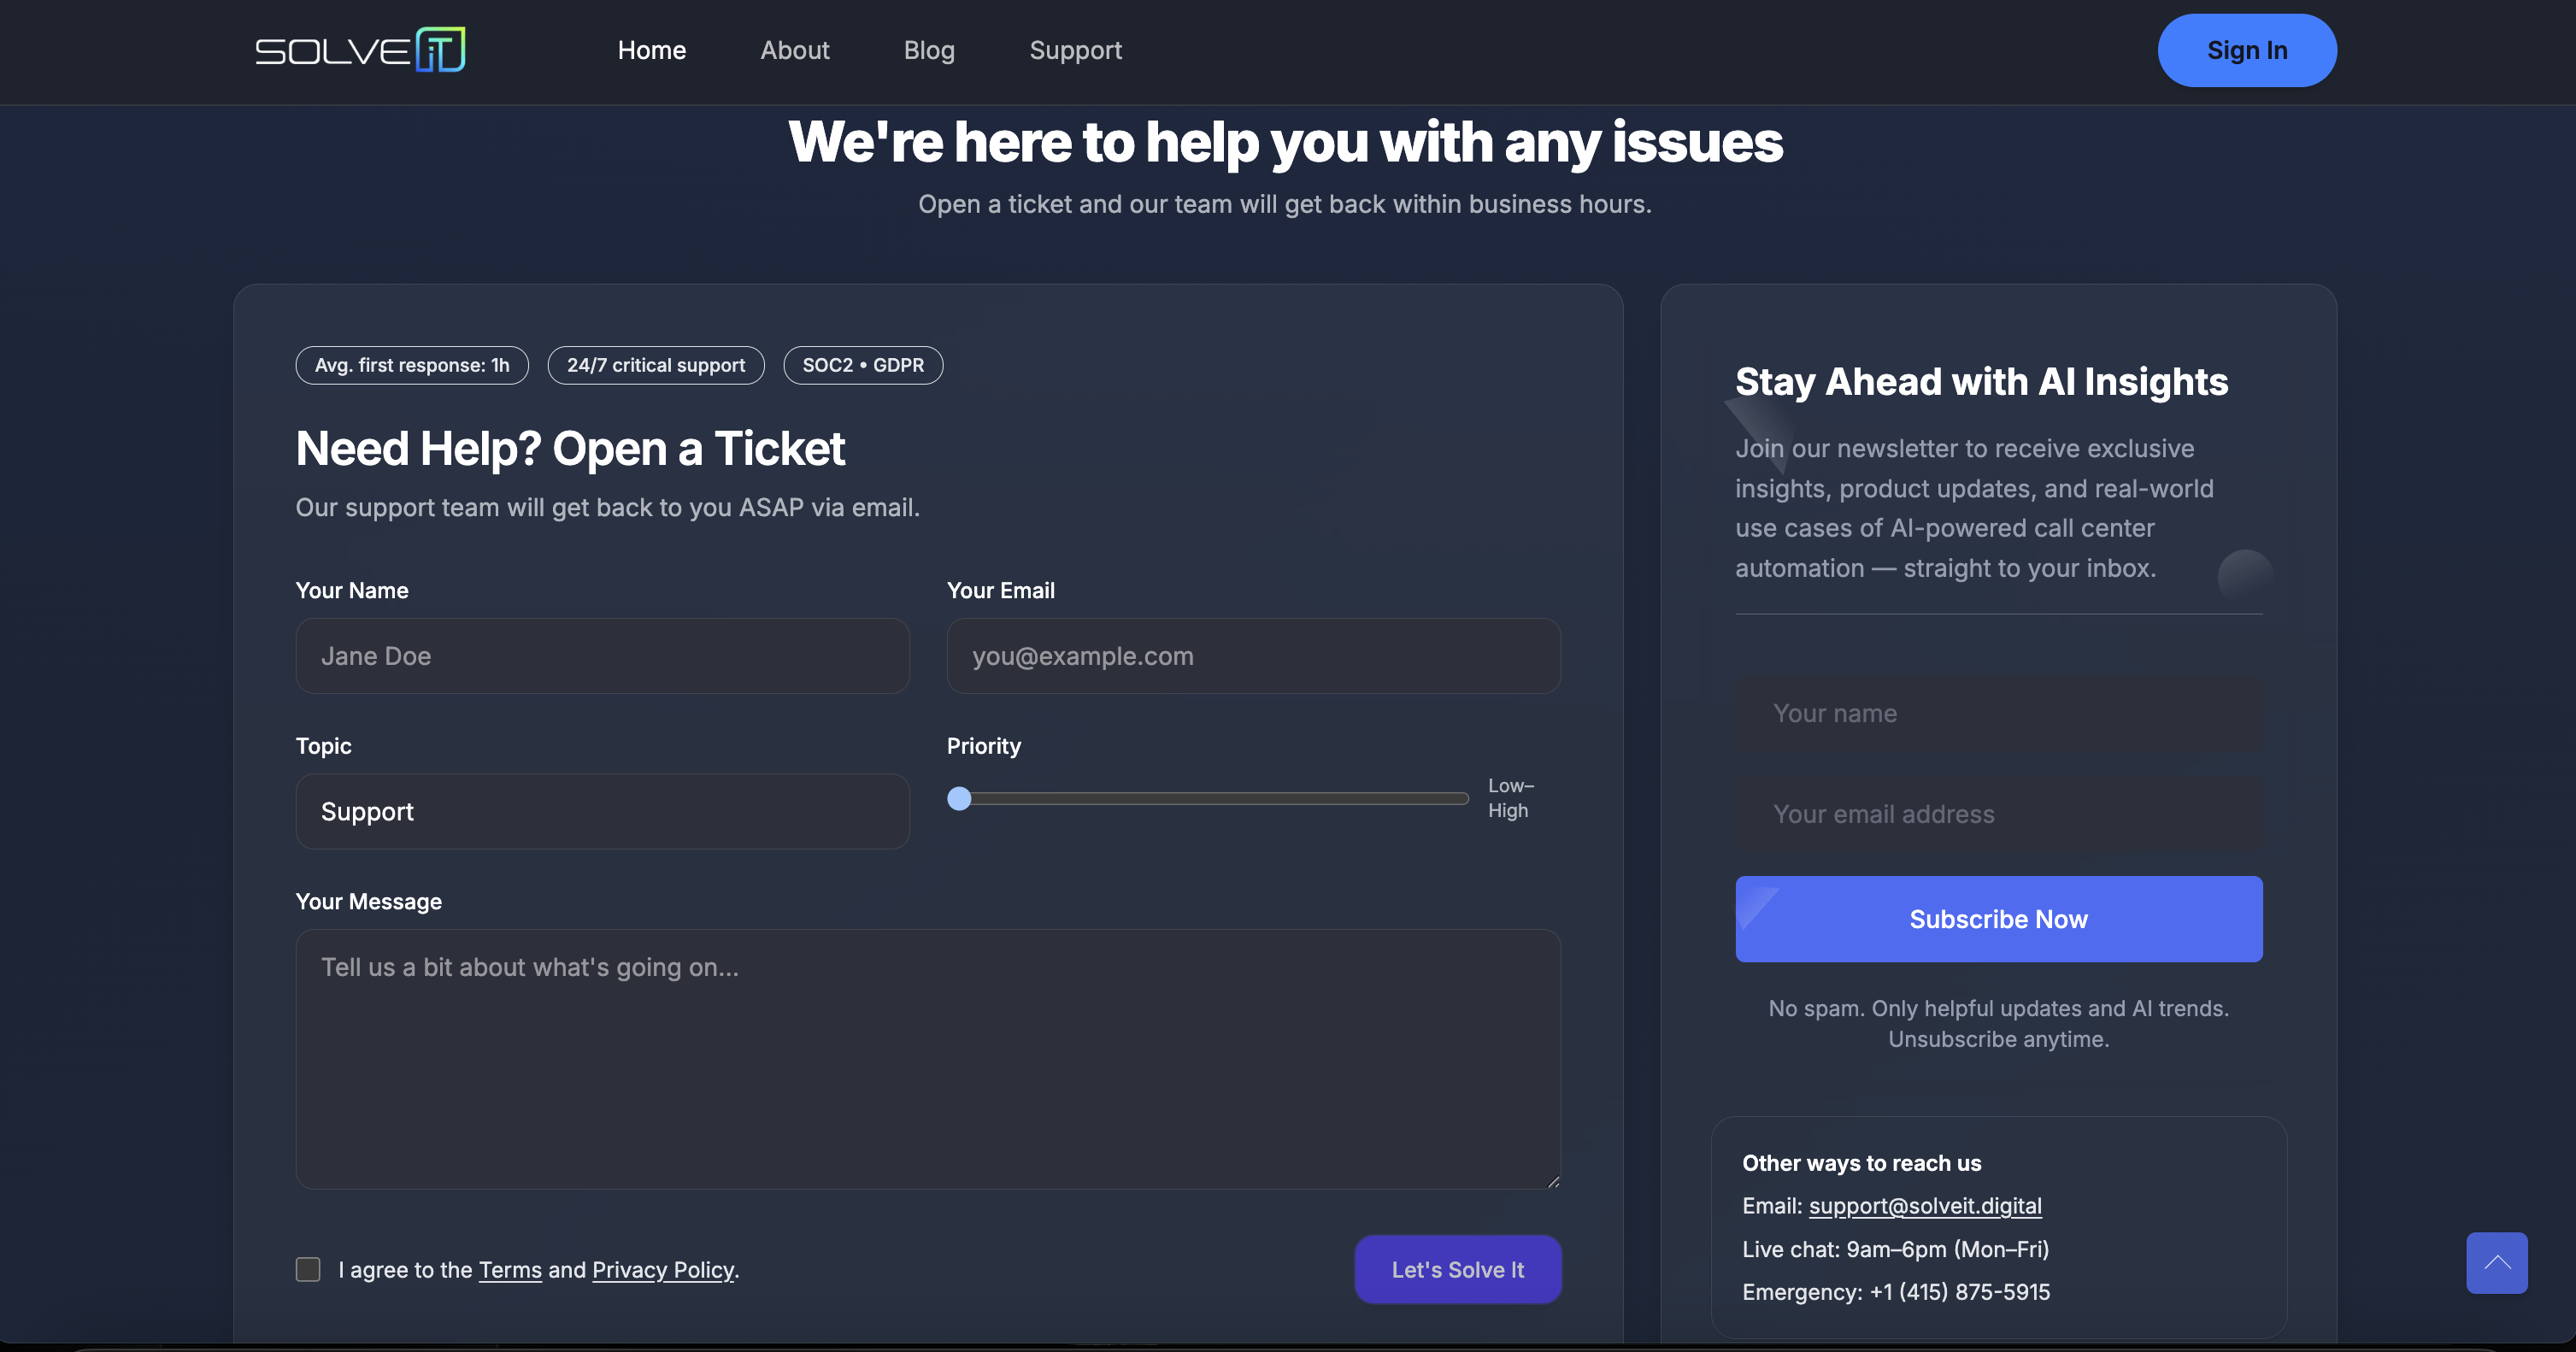 SOLVE iT
Home
About
Blog
Support
Sign In
We're here to help you with any issues
Open a ticket and our team will get back within business hours.
Avg. first response: 1h
24/7 critical support
SOC2 • GDPR
Need Help? Open a Ticket
Our support team will get back to you ASAP via email.
Your Name
Your Email
Jane Doe
you@example.com
Topic
Priority
Support
Low–
High
Your Message
Tell us a bit about what's going on...
I agree to the Terms and Privacy Policy.
Let's Solve It
Stay Ahead with AI Insights
Join our newsletter to receive exclusive
insights, product updates, and real-world
use cases of AI-powered call center
automation — straight to your inbox.
Your name
Your email address
Subscribe Now
No spam. Only helpful updates and AI trends.
Unsubscribe anytime.
Other ways to reach us
Email: support@solveit.digital
Live chat: 9am–6pm (Mon–Fri)
Emergency: +1 (415) 875-5915